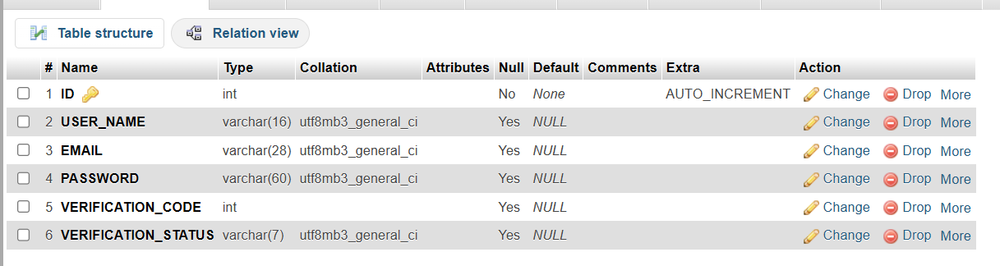 Table structure Relation view
# Name Type Collation Attributes Null Default Comments Extra Action
1 ID int No None AUTO_INCREMENT Change Drop More
2 USER_NAME varchar(16) utf8mb3_general_ci Yes NULL Change Drop More
3 EMAIL varchar(28) utf8mb3_general_ci Yes NULL Change Drop More
4 PASSWORD varchar(60) utf8mb3_general_ci Yes NULL Change Drop More
5 VERIFICATION_CODE int Yes NULL Change Drop More
6 VERIFICATION_STATUS varchar(7) utf8mb3_general_ci Yes NULL Change Drop More